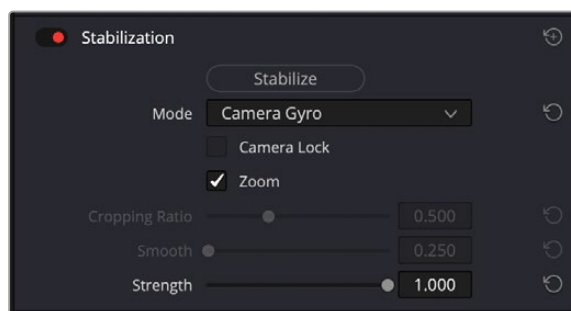 Stabilization
Stabilize
Mode Camera Gyro
Camera Lock
Zoom
Cropping Ratio 0.500
Smooth 0.250
Strength 1.000